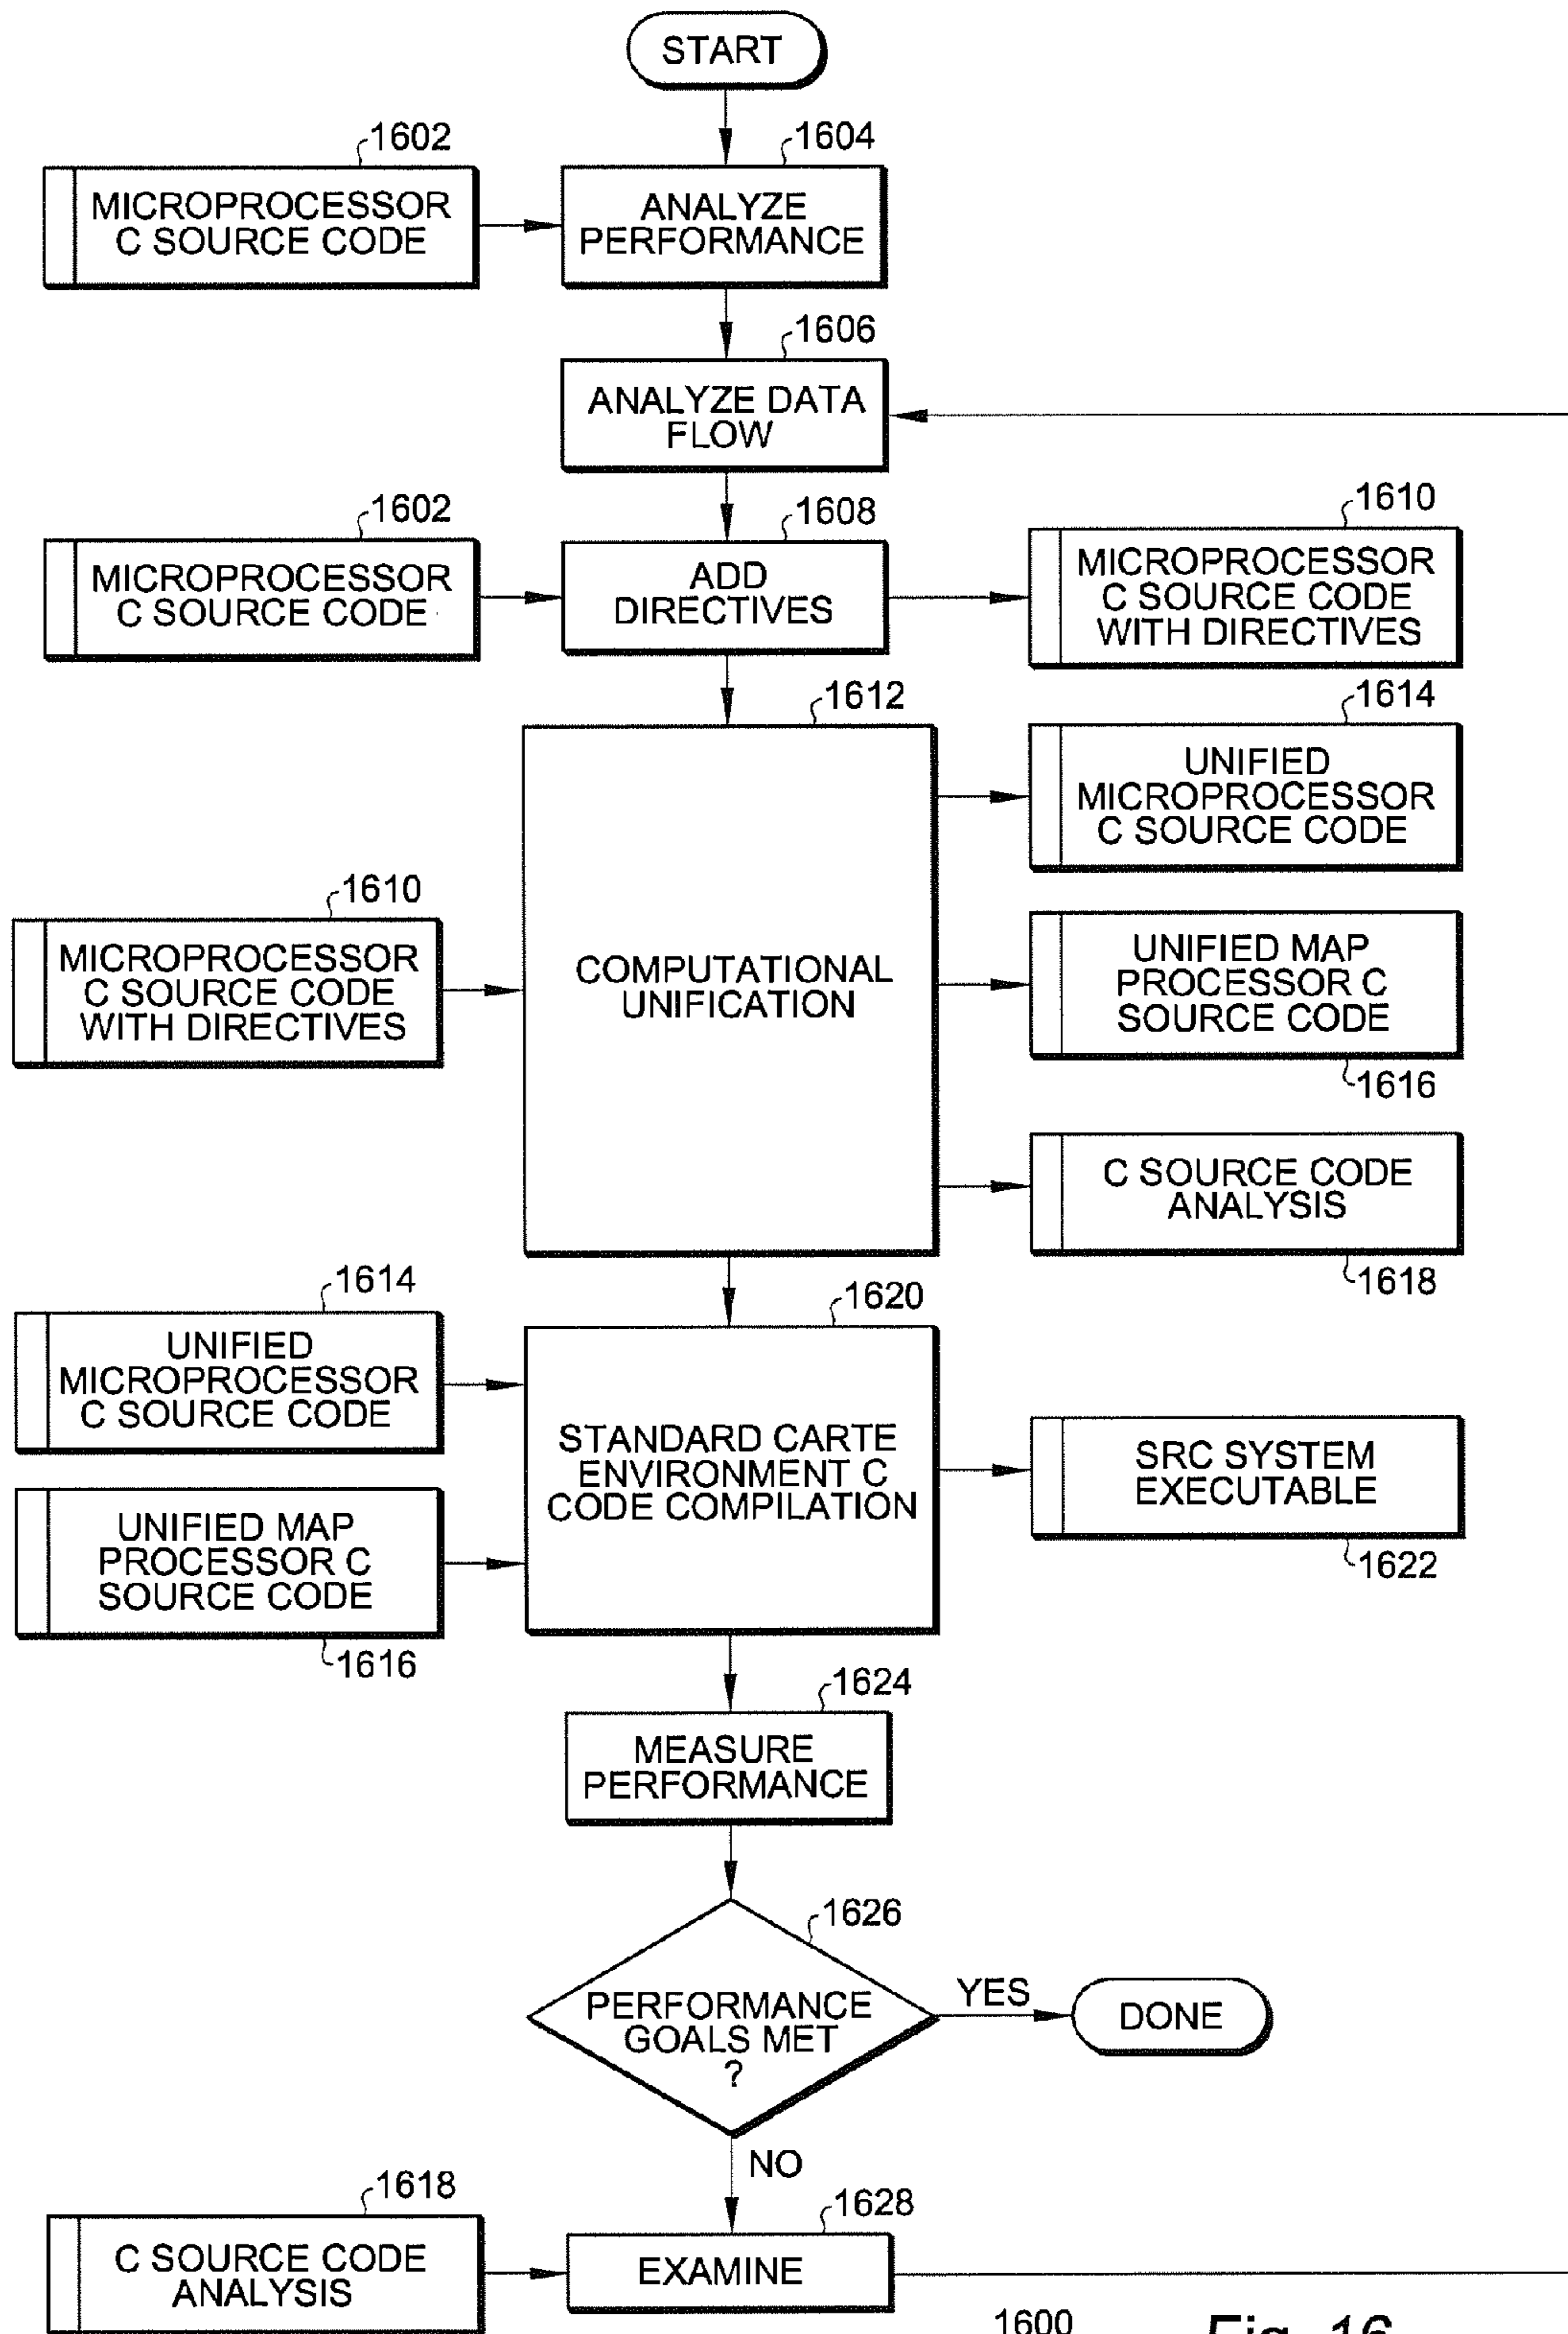 START
1602
MICROPROCESSOR
C SOURCE CODE
1604
ANALYZE
PERFORMANCE
1606
ANALYZE DATA
FLOW
1602
MICROPROCESSOR
C SOURCE CODE
1608
ADD
DIRECTIVES
1610
MICROPROCESSOR
C SOURCE CODE
WITH DIRECTIVES
1612
COMPUTATIONAL
UNIFICATION
1614
UNIFIED
MICROPROCESSOR
C SOURCE CODE
1610
MICROPROCESSOR
C SOURCE CODE
WITH DIRECTIVES
UNIFIED MAP
PROCESSOR C
SOURCE CODE
1616
C SOURCE CODE
ANALYSIS
1618
1614
UNIFIED
MICROPROCESSOR
C SOURCE CODE
1620
STANDARD CARTE
ENVIRONMENT C
CODE COMPILATION
SRC SYSTEM
EXECUTABLE
1622
UNIFIED MAP
PROCESSOR C
SOURCE CODE
1616
1624
MEASURE
PERFORMANCE
1626
PERFORMANCE
GOALS MET
?
YES
DONE
NO
1618
C SOURCE CODE
ANALYSIS
1628
EXAMINE
1600
Fig. 16